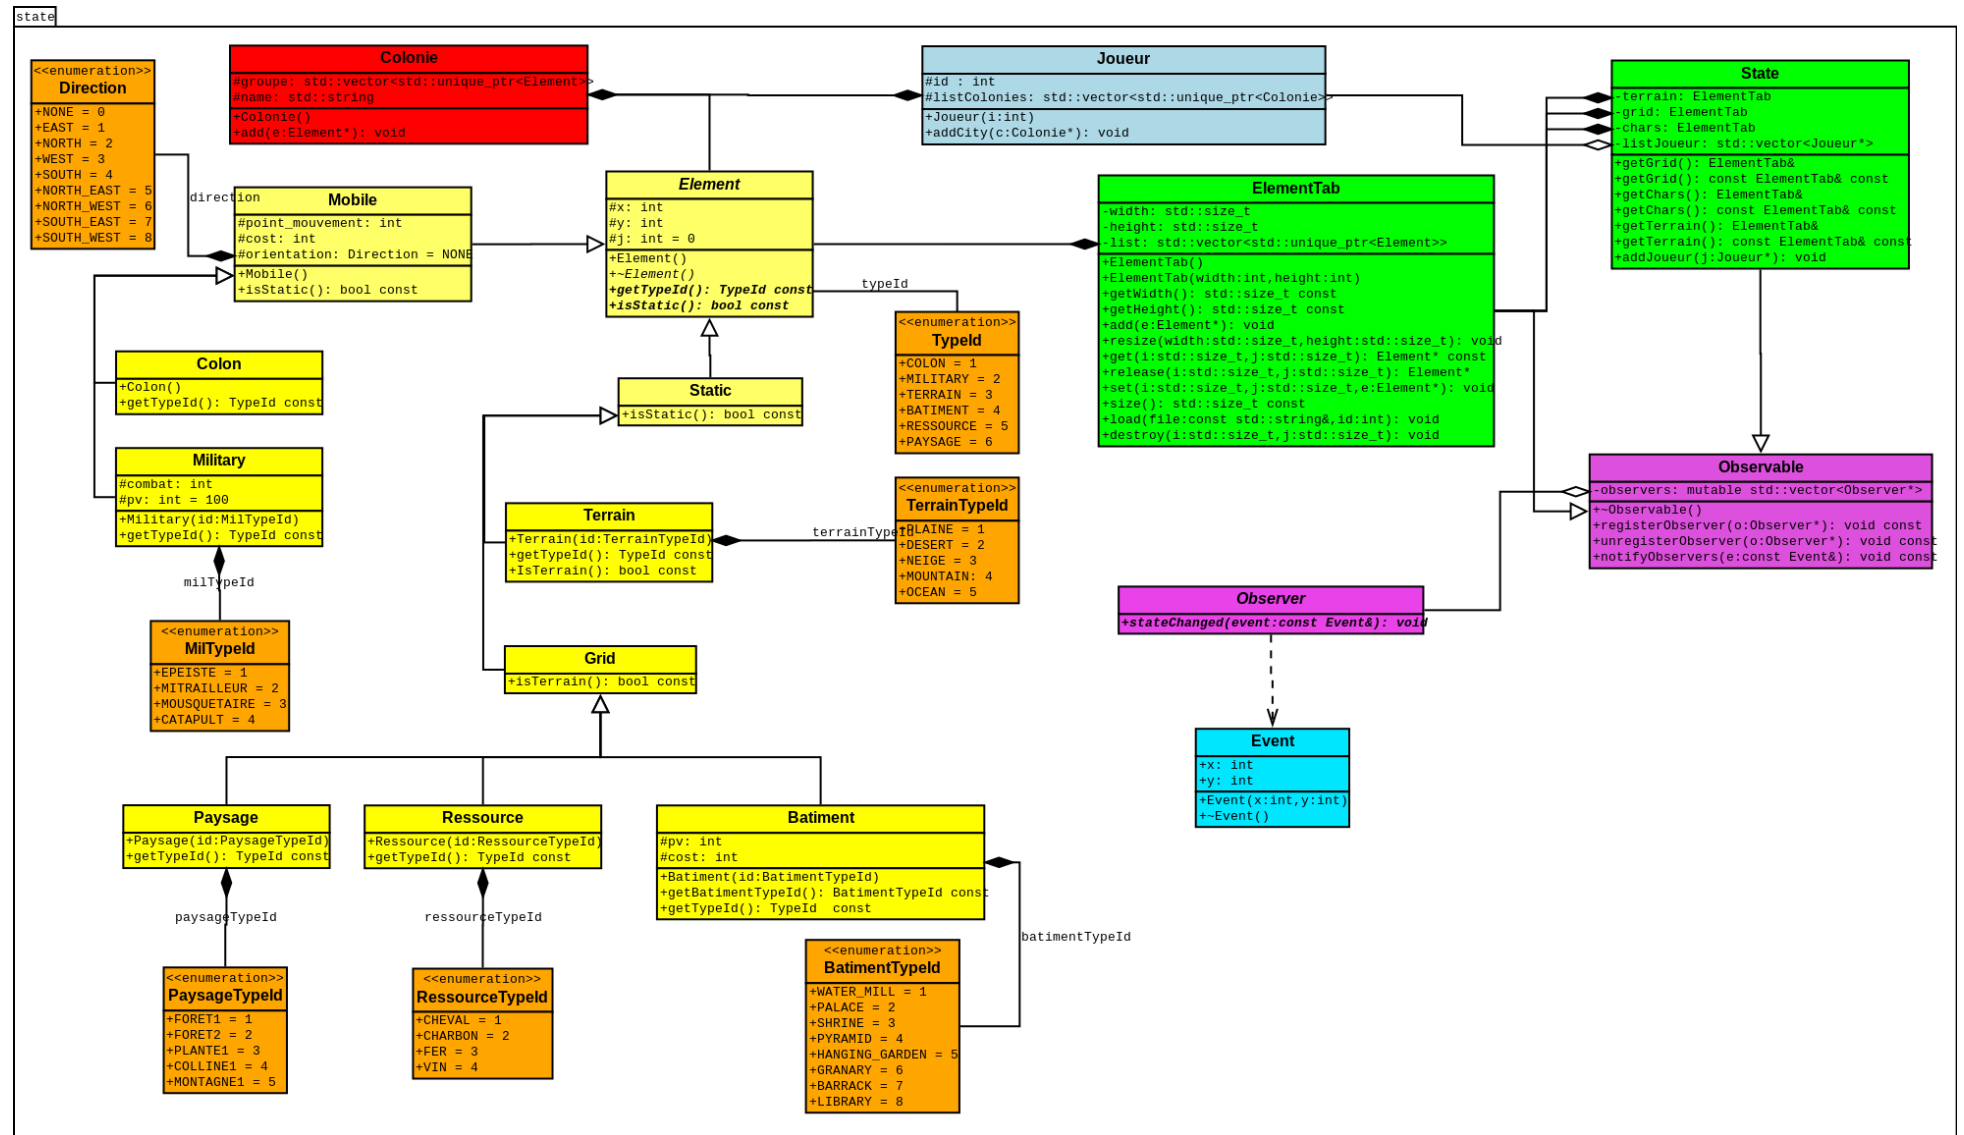 state
<<enumeration>>
Direction
+NONE = 0
+EAST = 1
+NORTH = 2
+WEST = 3
+SOUTH = 4
+NORTH_EAST = 5
+NORTH_WEST = 6
+SOUTH_EAST = 7
+SOUTH_WEST = 8
Colonie
#groupe: std::vector<std::unique_ptr<Element>>
#name: std::string
+Colonie()
+add(e:Element*): void
Joueur
#id : int
#listColonies: std::vector<std::unique_ptr<Colonie>>
+Joueur(i:int)
+addCity(c:Colonie*): void
State
-terrain: ElementTab
-grid: ElementTab
-chars: ElementTab
-listJoueur: std::vector<Joueur*>
+getGrid(): ElementTab&
+getGrid(): const ElementTab& const
+getChars(): ElementTab&
+getChars(): const ElementTab& const
+getTerrain(): ElementTab&
+getTerrain(): const ElementTab& const
+addJoueur(j:Joueur*): void
direction
Mobile
#point_mouvement: int
#cost: int
#orientation: Direction = NONE
+Mobile()
+isStatic(): bool const
Element
#x: int
#y: int
#j: int = 0
+Element()
+~Element()
+getTypeId(): TypeId const
+isStatic(): bool const
typeId
ElementTab
-width: std::size_t
-height: std::size_t
-list: std::vector<std::unique_ptr<Element>>
+ElementTab()
+ElementTab(width:int,height:int)
+getWidth(): std::size_t const
+getHeight(): std::size_t const
+add(e:Element*): void
+resize(width:std::size_t,height:std::size_t): void
+get(i:std::size_t,j:std::size_t): Element* const
+release(i:std::size_t,j:std::size_t): Element*
+set(i:std::size_t,j:std::size_t,e:Element*): void
+size(): std::size_t const
+load(file:const std::string&,id:int): void
+destroy(i:std::size_t,j:std::size_t): void
<<enumeration>>
TypeId
+COLON = 1
+MILITARY = 2
+TERRAIN = 3
+BATIMENT = 4
+RESSOURCE = 5
+PAYSAGE = 6
Colon
+Colon()
+getTypeId(): TypeId const
Static
+isStatic(): bool const
Military
#combat: int
#pv: int = 100
+Military(id:MilTypeId)
+getTypeId(): TypeId const
milTypeId
<<enumeration>>
MilTypeId
+EPEISTE = 1
+MITRAILLEUR = 2
+MOUSQUETAIRE = 3
+CATAPULT = 4
Terrain
+Terrain(id:TerrainTypeId)
+getTypeId(): TypeId const
+IsTerrain(): bool const
terrainTypeId
<<enumeration>>
TerrainTypeId
+PLAINE = 1
+DESERT = 2
+NEIGE = 3
+MOUNTAIN: 4
+OCEAN = 5
Observable
-observers: mutable std::vector<Observer*>
+~Observable()
+registerObserver(o:Observer*): void const
+unregisterObserver(o:Observer*): void const
+notifyObservers(e:const Event&): void const
Observer
+stateChanged(event:const Event&): void
Grid
+isTerrain(): bool const
Event
+x: int
+y: int
+Event(x:int,y:int)
+~Event()
Paysage
+Paysage(id:PaysageTypeId)
+getTypeId(): TypeId const
paysageTypeId
<<enumeration>>
PaysageTypeId
+FORET1 = 1
+FORET2 = 2
+PLANTE1 = 3
+COLLINE1 = 4
+MONTAGNE1 = 5
Ressource
+Ressource(id:RessourceTypeId)
+getTypeId(): TypeId const
ressourceTypeId
<<enumeration>>
RessourceTypeId
+CHEVAL = 1
+CHARBON = 2
+FER = 3
+VIN = 4
Batiment
#pv: int
#cost: int
+Batiment(id:BatimentTypeId)
+getBatimentTypeId(): BatimentTypeId const
+getTypeId(): TypeId  const
batimentTypeId
<<enumeration>>
BatimentTypeId
+WATER_MILL = 1
+PALACE = 2
+SHRINE = 3
+PYRAMID = 4
+HANGING_GARDEN = 5
+GRANARY = 6
+BARRACK = 7
+LIBRARY = 8